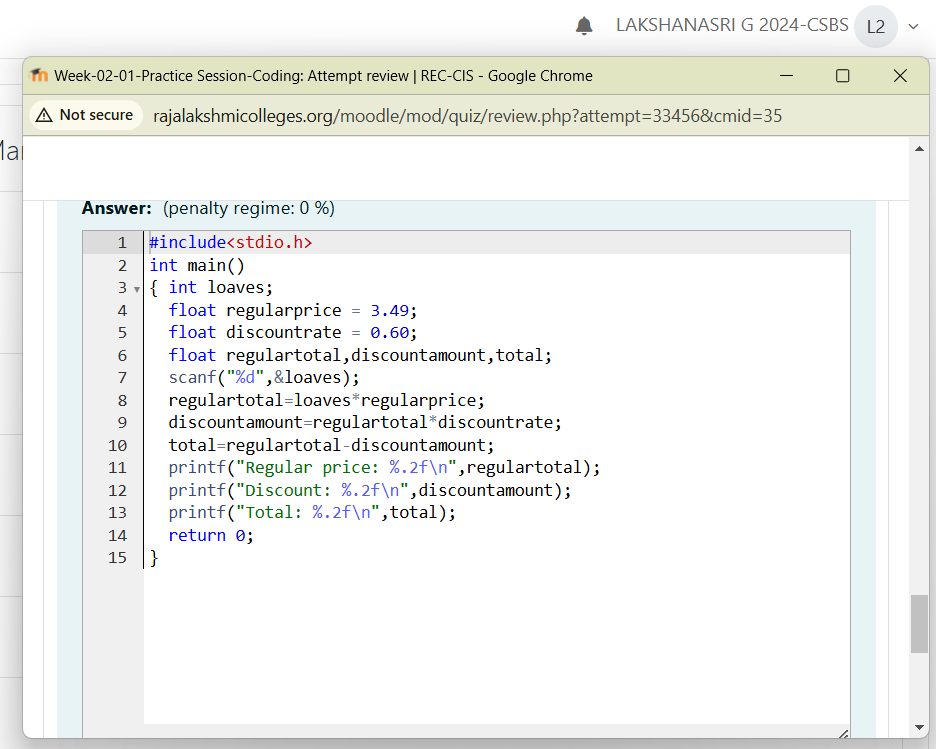 LAKSHANASRI G 2024-CSBS L2
Week-02-01-Practice Session-Coding: Attempt review | REC-CIS - Google Chrome
Not secure rajalakshmicolleges.org/moodle/mod/quiz/review.php?attempt=33456&cmid=35
Answer: (penalty regime: 0 %)
1 #include<stdio.h>
2 int main()
3 { int loaves;
4 float regularprice = 3.49;
5 float discountrate = 0.60;
6 float regulartotal,discountamount,total;
7 scanf("%d",&loaves);
8 regulartotal=loaves*regularprice;
9 discountamount=regulartotal*discountrate;
10 total=regulartotal-discountamount;
11 printf("Regular price: %.2f\n",regulartotal);
12 printf("Discount: %.2f\n",discountamount);
13 printf("Total: %.2f\n",total);
14 return 0;
15 }